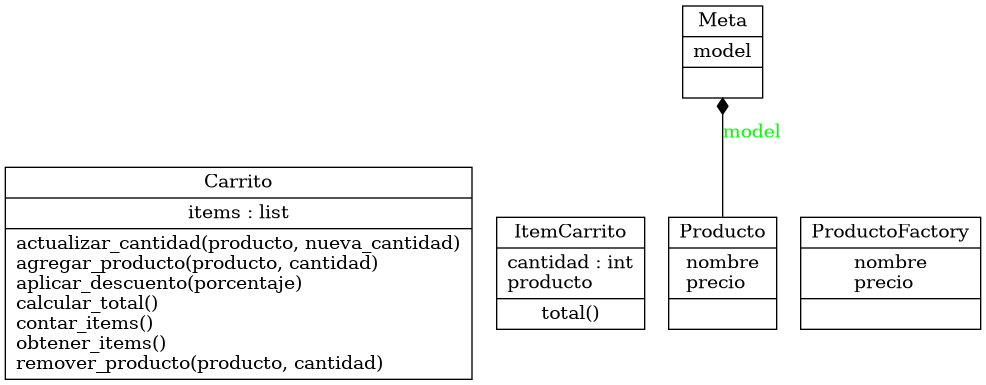 Meta
model
model
Carrito
items : list
actualizar_cantidad(producto, nueva_cantidad)
agregar_producto(producto, cantidad)
aplicar_descuento(porcentaje)
calcular_total()
contar_items()
obtener_items()
remover_producto(producto, cantidad)
ItemCarrito
cantidad : int
producto
total()
Producto
nombre
precio
ProductoFactory
nombre
precio